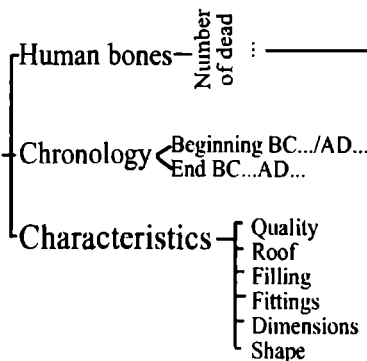 Human bones
Number
of dead
...
Chronology
Beginning BC.../AD...
End BC...AD...
Characteristics
Quality
Roof
Filling
Fittings
Dimensions
Shape